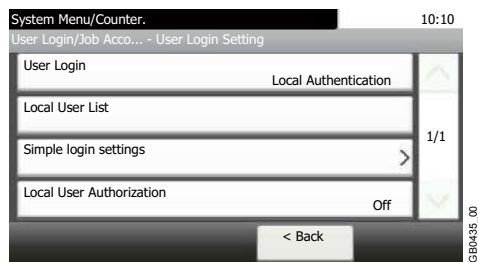 System Menu/Counter.
10:10
User Login/Job Acco... - User Login Setting
User Login
Local Authentication
Local User List
1/1
Simple login settings
>
Local User Authorization
Off
< Back
GB0435_00